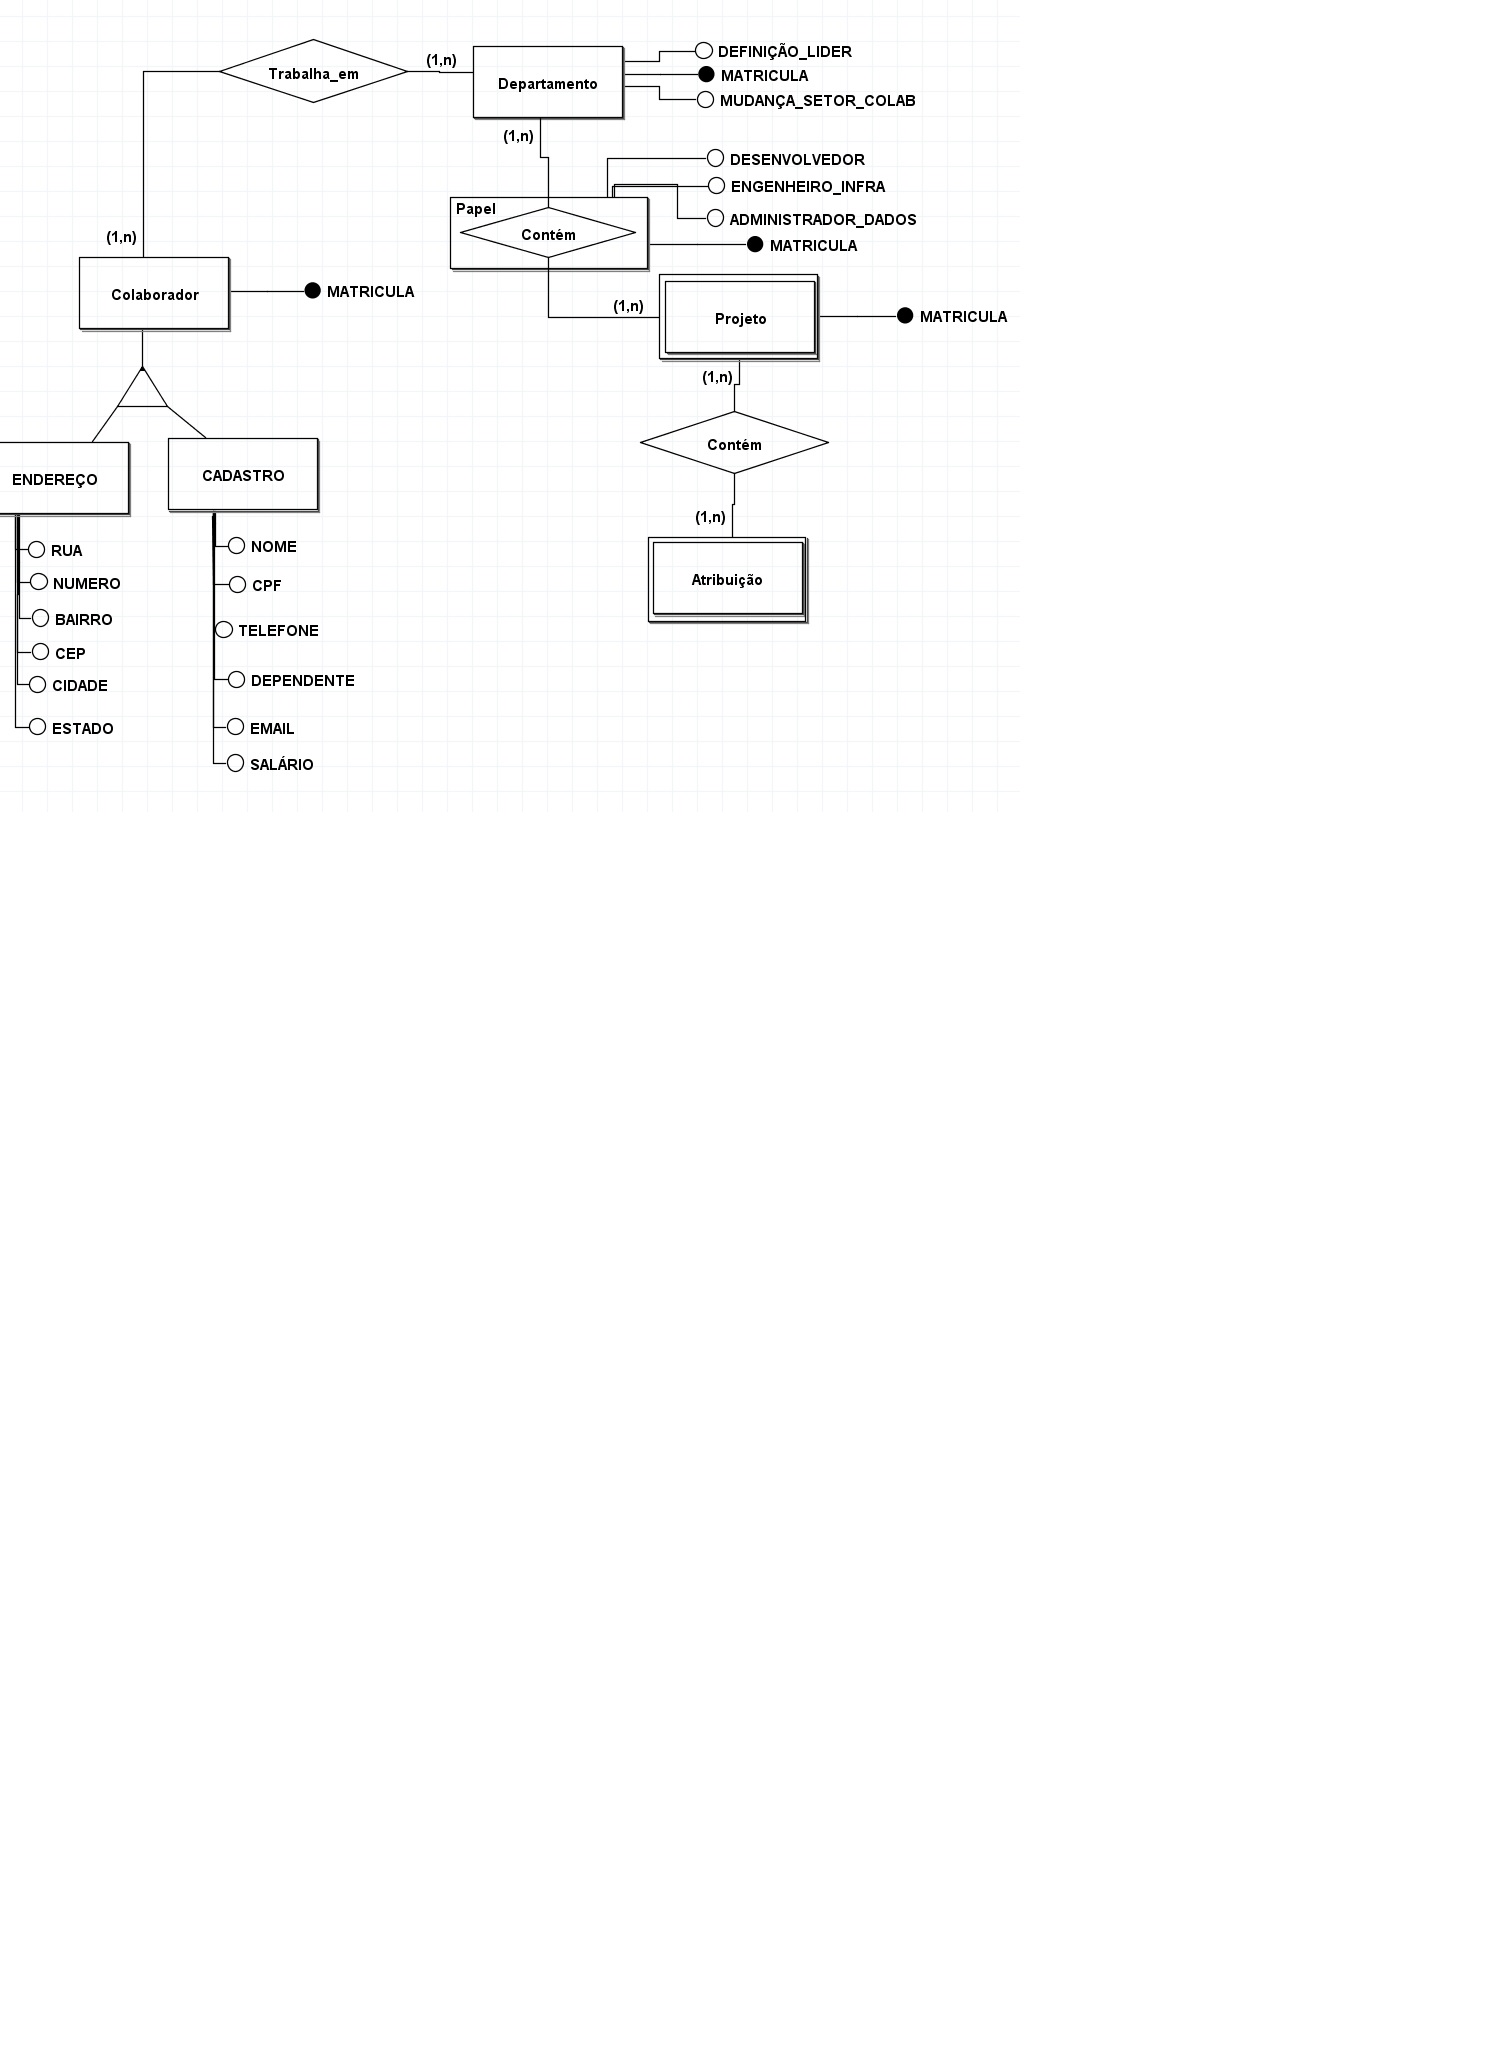 Trabalha_em
(1,n)
Departamento
DEFINIÇÃO_LIDER
MATRICULA
MUDANÇA_SETOR_COLAB
(1,n)
DESENVOLVEDOR
ENGENHEIRO_INFRA
ADMINISTRADOR_DADOS
MATRICULA
Papel
Contém
(1,n)
Colaborador
MATRICULA
(1,n)
Projeto
MATRICULA
(1,n)
Contém
(1,n)
Atribuição
ENDEREÇO
RUA
NUMERO
BAIRRO
CEP
CIDADE
ESTADO
CADASTRO
NOME
CPF
TELEFONE
DEPENDENTE
EMAIL
SALÁRIO